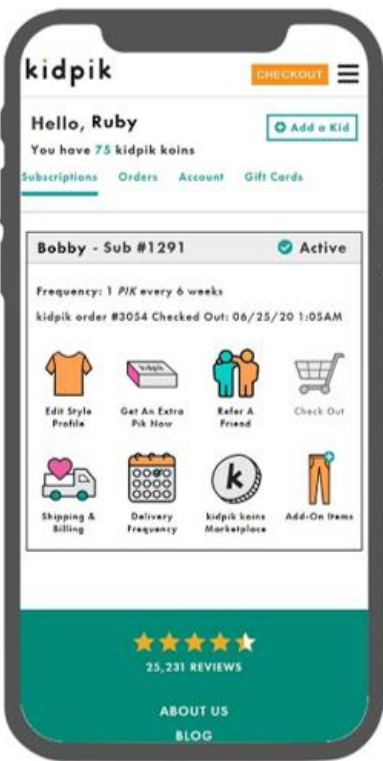 kidpik
CHECKOUT
Hello, Ruby
Add a Kid
You have 75 kidpik koins
Subscriptions Orders Account Gift Cards
Bobby - Sub #1291 Active
Frequency: 1 PIK every 6 weeks
kidpik order #3054 Checked Out: 06/25/20 1:05AM
kidpik
Edit Style
Profile
Get An Extra
Pik Now
Refer A
Friend
Check Out
k
Shipping &
Billing
Delivery
Frequency
kidpik koins
Marketplace
Add-On Items
25,231 REVIEWS
ABOUT US
BLOG